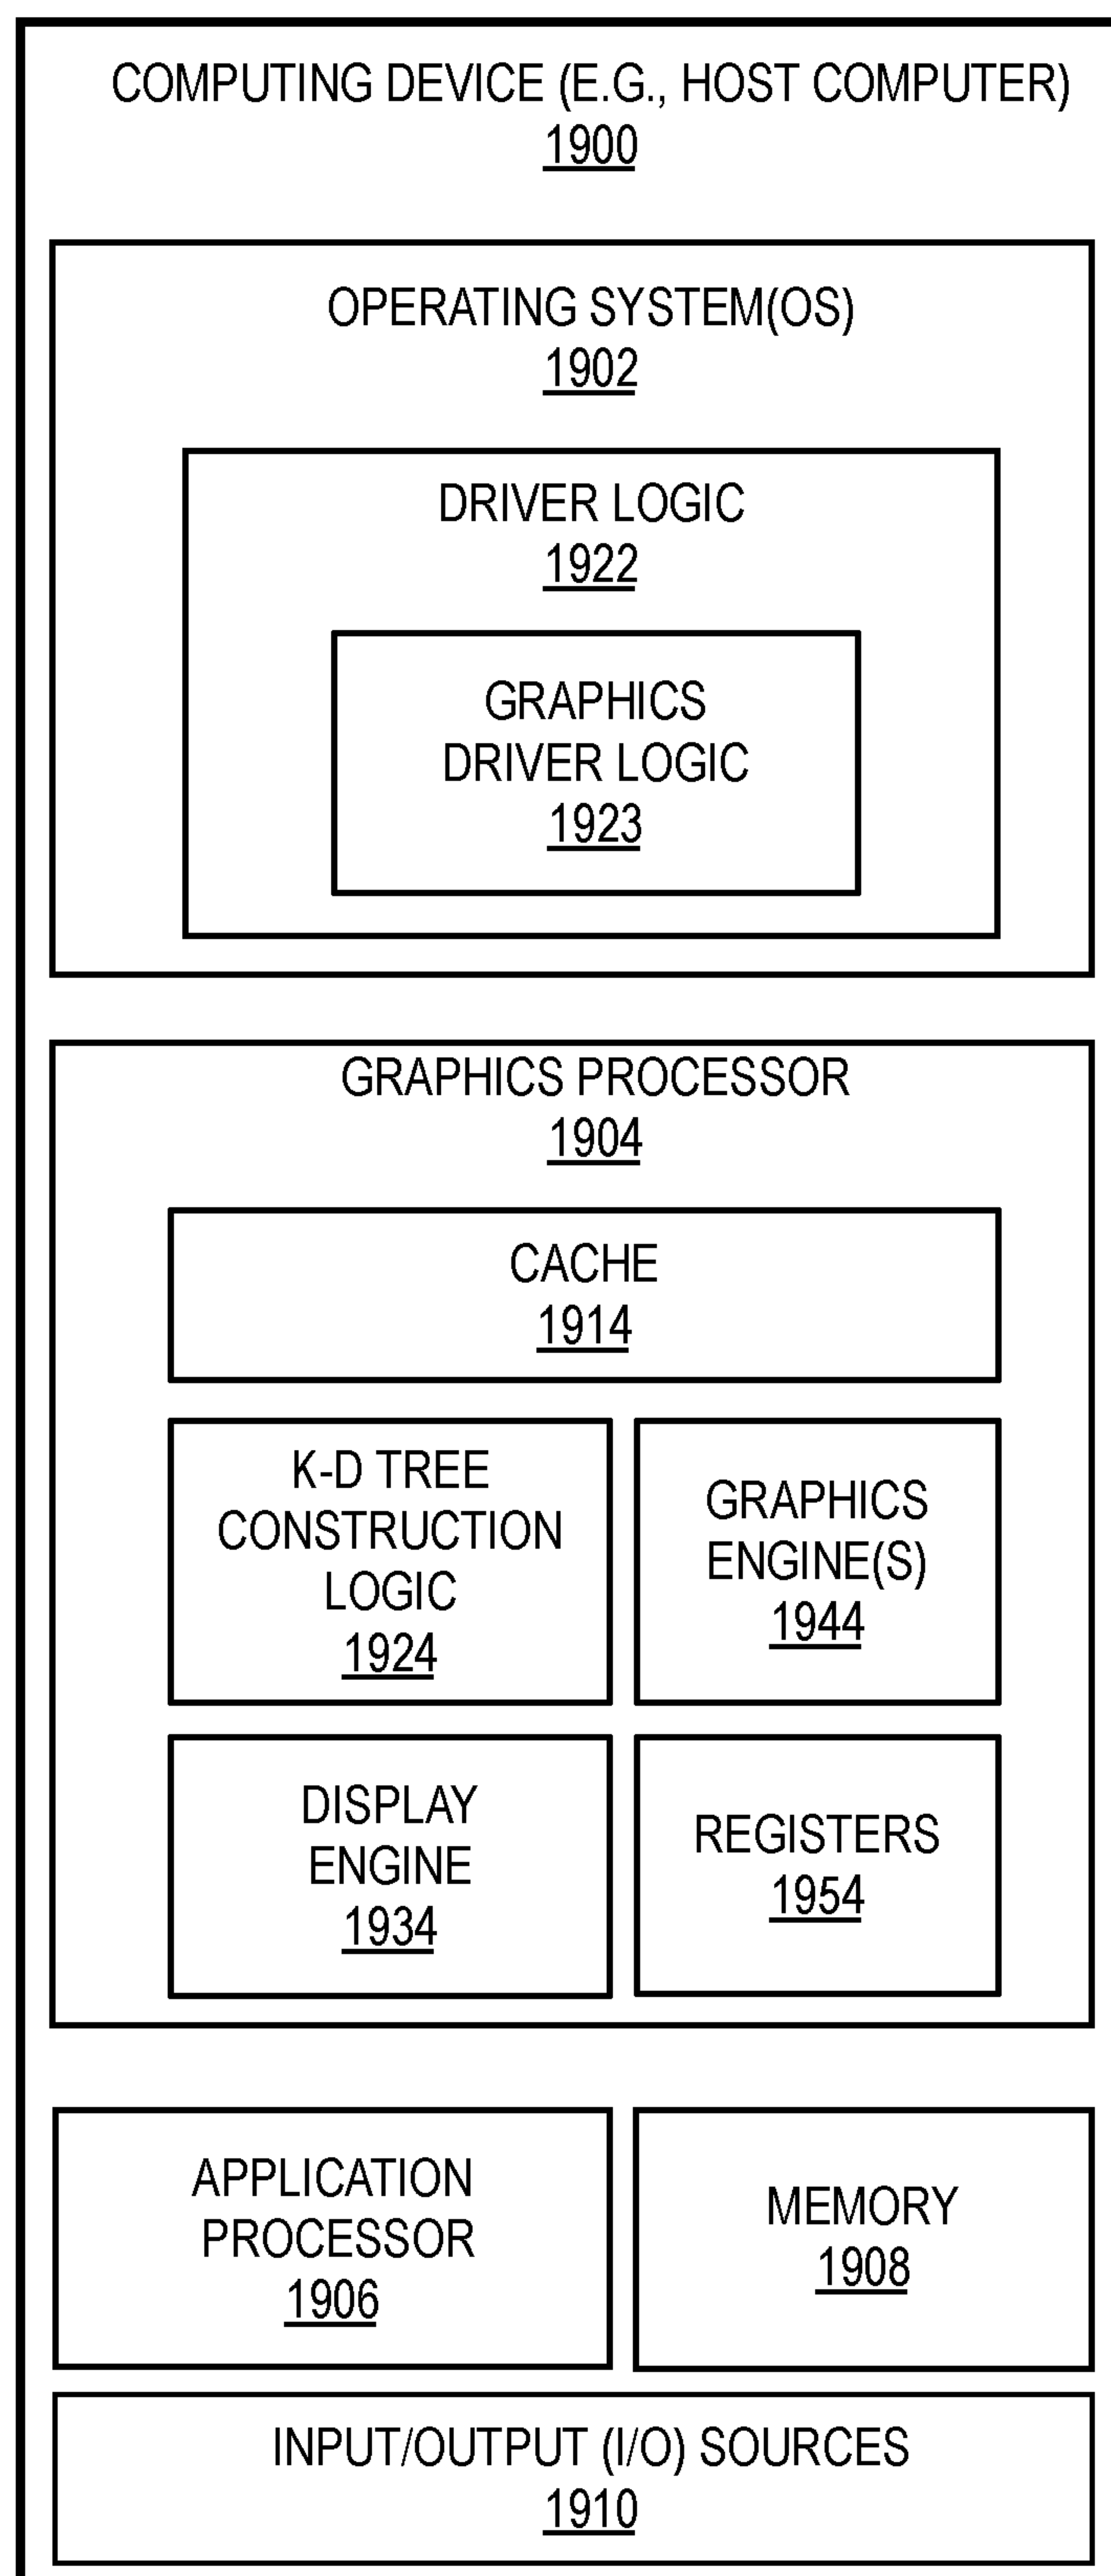 COMPUTING DEVICE (E.G., HOST COMPUTER)
1900
OPERATING SYSTEM(OS)
1902
DRIVER LOGIC
1922
GRAPHICS
DRIVER LOGIC
1923
GRAPHICS PROCESSOR
1904
CACHE
1914
K-D TREE
CONSTRUCTION
LOGIC
1924
GRAPHICS
ENGINE(S)
1944
DISPLAY
ENGINE
1934
REGISTERS
1954
APPLICATION
PROCESSOR
1906
MEMORY
1908
INPUT/OUTPUT (I/O) SOURCES
1910